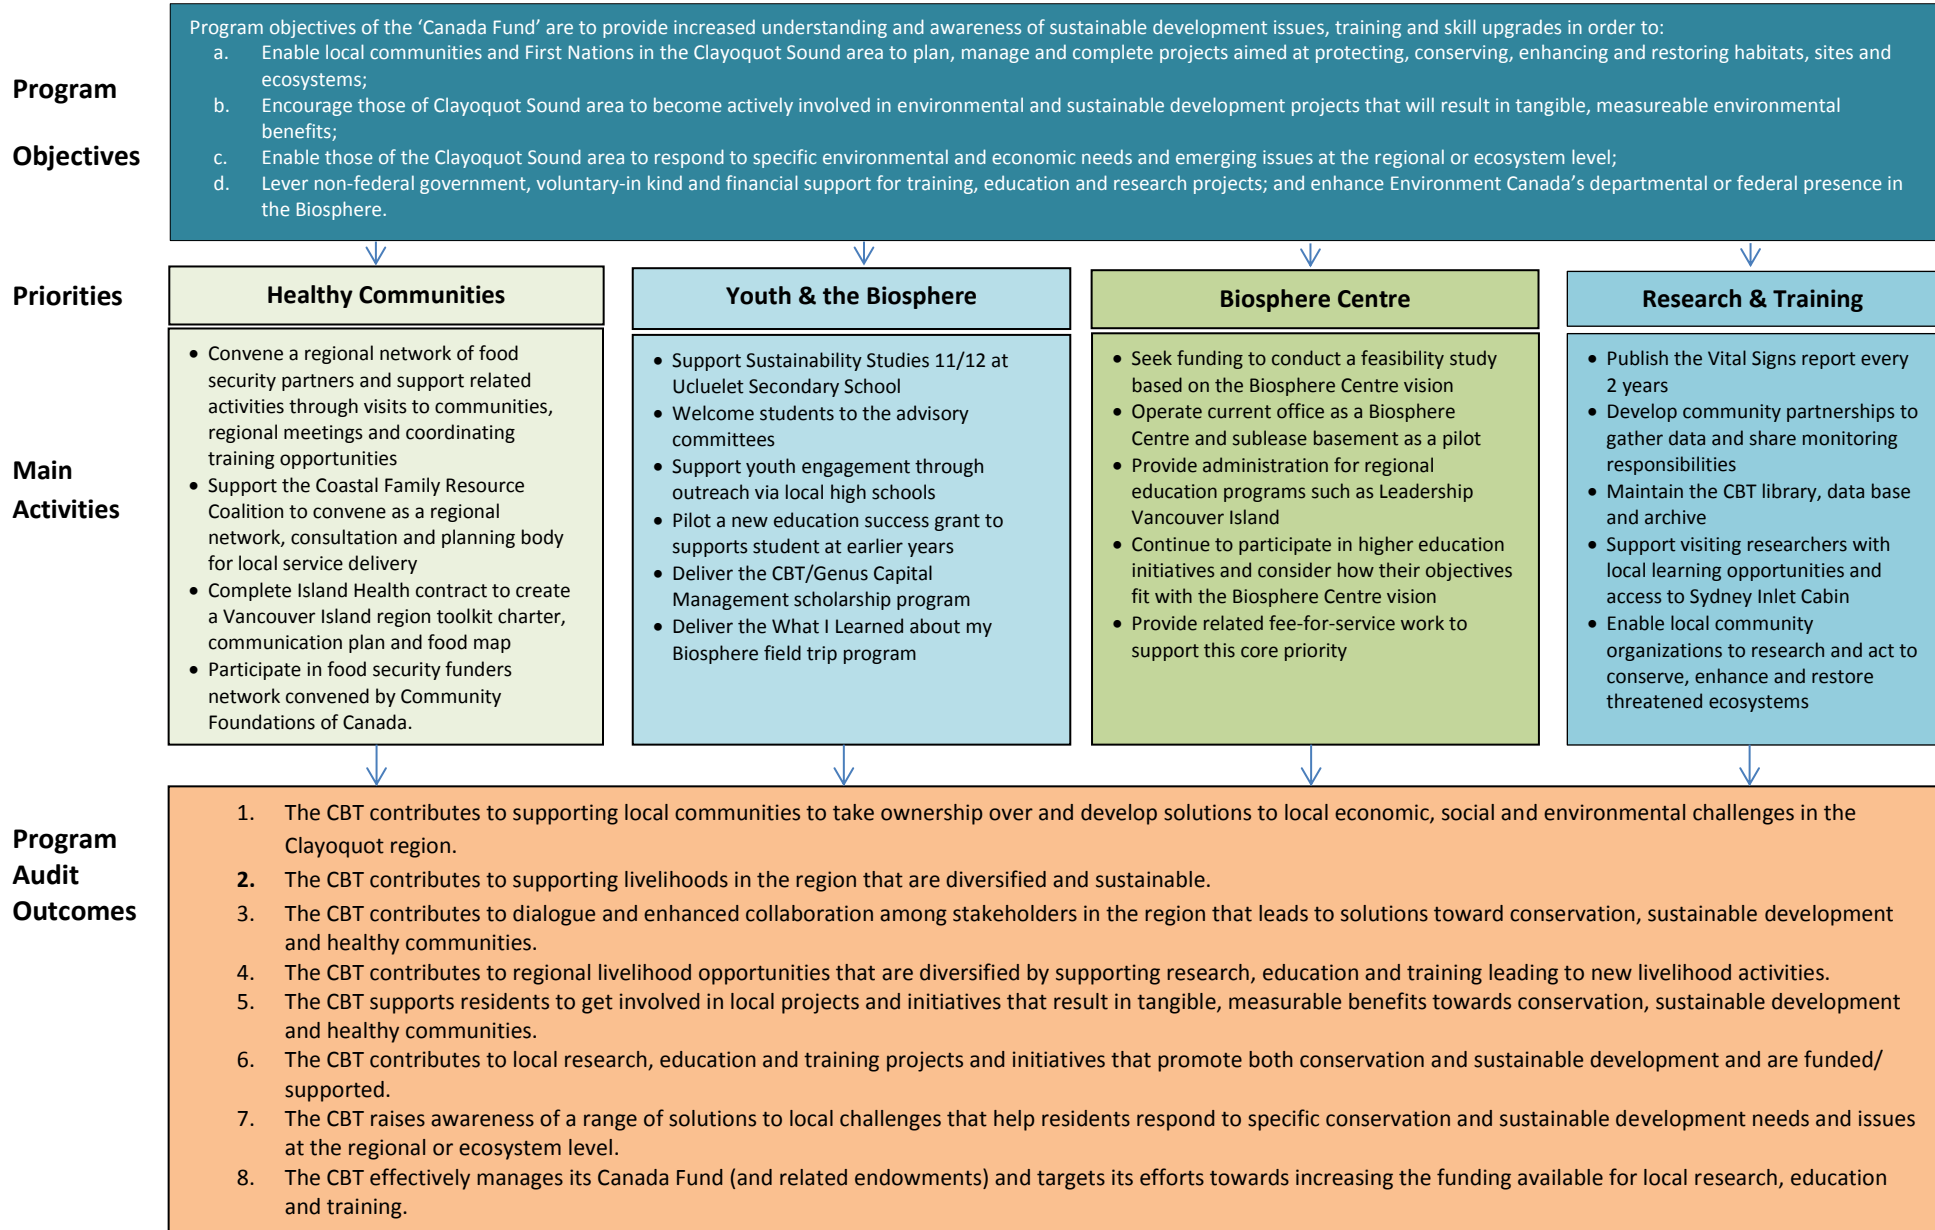 Program
Objectives
Program objectives of the ‘Canada Fund’ are to provide increased understanding and awareness of sustainable development issues, training and skill upgrades in order to:
a. Enable local communities and First Nations in the Clayoquot Sound area to plan, manage and complete projects aimed at protecting, conserving, enhancing and restoring habitats, sites and
ecosystems;
b. Encourage those of Clayoquot Sound area to become actively involved in environmental and sustainable development projects that will result in tangible, measureable environmental
benefits;
c. Enable those of the Clayoquot Sound area to respond to specific environmental and economic needs and emerging issues at the regional or ecosystem level;
d. Lever non-federal government, voluntary-in kind and financial support for training, education and research projects; and enhance Environment Canada’s departmental or federal presence in
the Biosphere.
Priorities
Healthy Communities
Youth & the Biosphere
Biosphere Centre
Research & Training
Main
Activities
• Convene a regional network of food
security partners and support related
activities through visits to communities,
regional meetings and coordinating
training opportunities
• Support the Coastal Family Resource
Coalition to convene as a regional
network, consultation and planning body
for local service delivery
• Complete Island Health contract to create
a Vancouver Island region toolkit charter,
communication plan and food map
• Participate in food security funders
network convened by Community
Foundations of Canada.
• Support Sustainability Studies 11/12 at
Ucluelet Secondary School
• Welcome students to the advisory
committees
• Support youth engagement through
outreach via local high schools
• Pilot a new education success grant to
supports student at earlier years
• Deliver the CBT/Genus Capital
Management scholarship program
• Deliver the What I Learned about my
Biosphere field trip program
• Seek funding to conduct a feasibility study
based on the Biosphere Centre vision
• Operate current office as a Biosphere
Centre and sublease basement as a pilot
• Provide administration for regional
education programs such as Leadership
Vancouver Island
• Continue to participate in higher education
initiatives and consider how their objectives
fit with the Biosphere Centre vision
• Provide related fee-for-service work to
support this core priority
• Publish the Vital Signs report every
2 years
• Develop community partnerships to
gather data and share monitoring
responsibilities
• Maintain the CBT library, data base
and archive
• Support visiting researchers with
local learning opportunities and
access to Sydney Inlet Cabin
• Enable local community
organizations to research and act to
conserve, enhance and restore
threatened ecosystems
Program
Audit
Outcomes
1. The CBT contributes to supporting local communities to take ownership over and develop solutions to local economic, social and environmental challenges in the
Clayoquot region.
2. The CBT contributes to supporting livelihoods in the region that are diversified and sustainable.
3. The CBT contributes to dialogue and enhanced collaboration among stakeholders in the region that leads to solutions toward conservation, sustainable development
and healthy communities.
4. The CBT contributes to regional livelihood opportunities that are diversified by supporting research, education and training leading to new livelihood activities.
5. The CBT supports residents to get involved in local projects and initiatives that result in tangible, measurable benefits towards conservation, sustainable development
and healthy communities.
6. The CBT contributes to local research, education and training projects and initiatives that promote both conservation and sustainable development and are funded/
supported.
7. The CBT raises awareness of a range of solutions to local challenges that help residents respond to specific conservation and sustainable development needs and issues
at the regional or ecosystem level.
8. The CBT effectively manages its Canada Fund (and related endowments) and targets its efforts towards increasing the funding available for local research, education
and training.